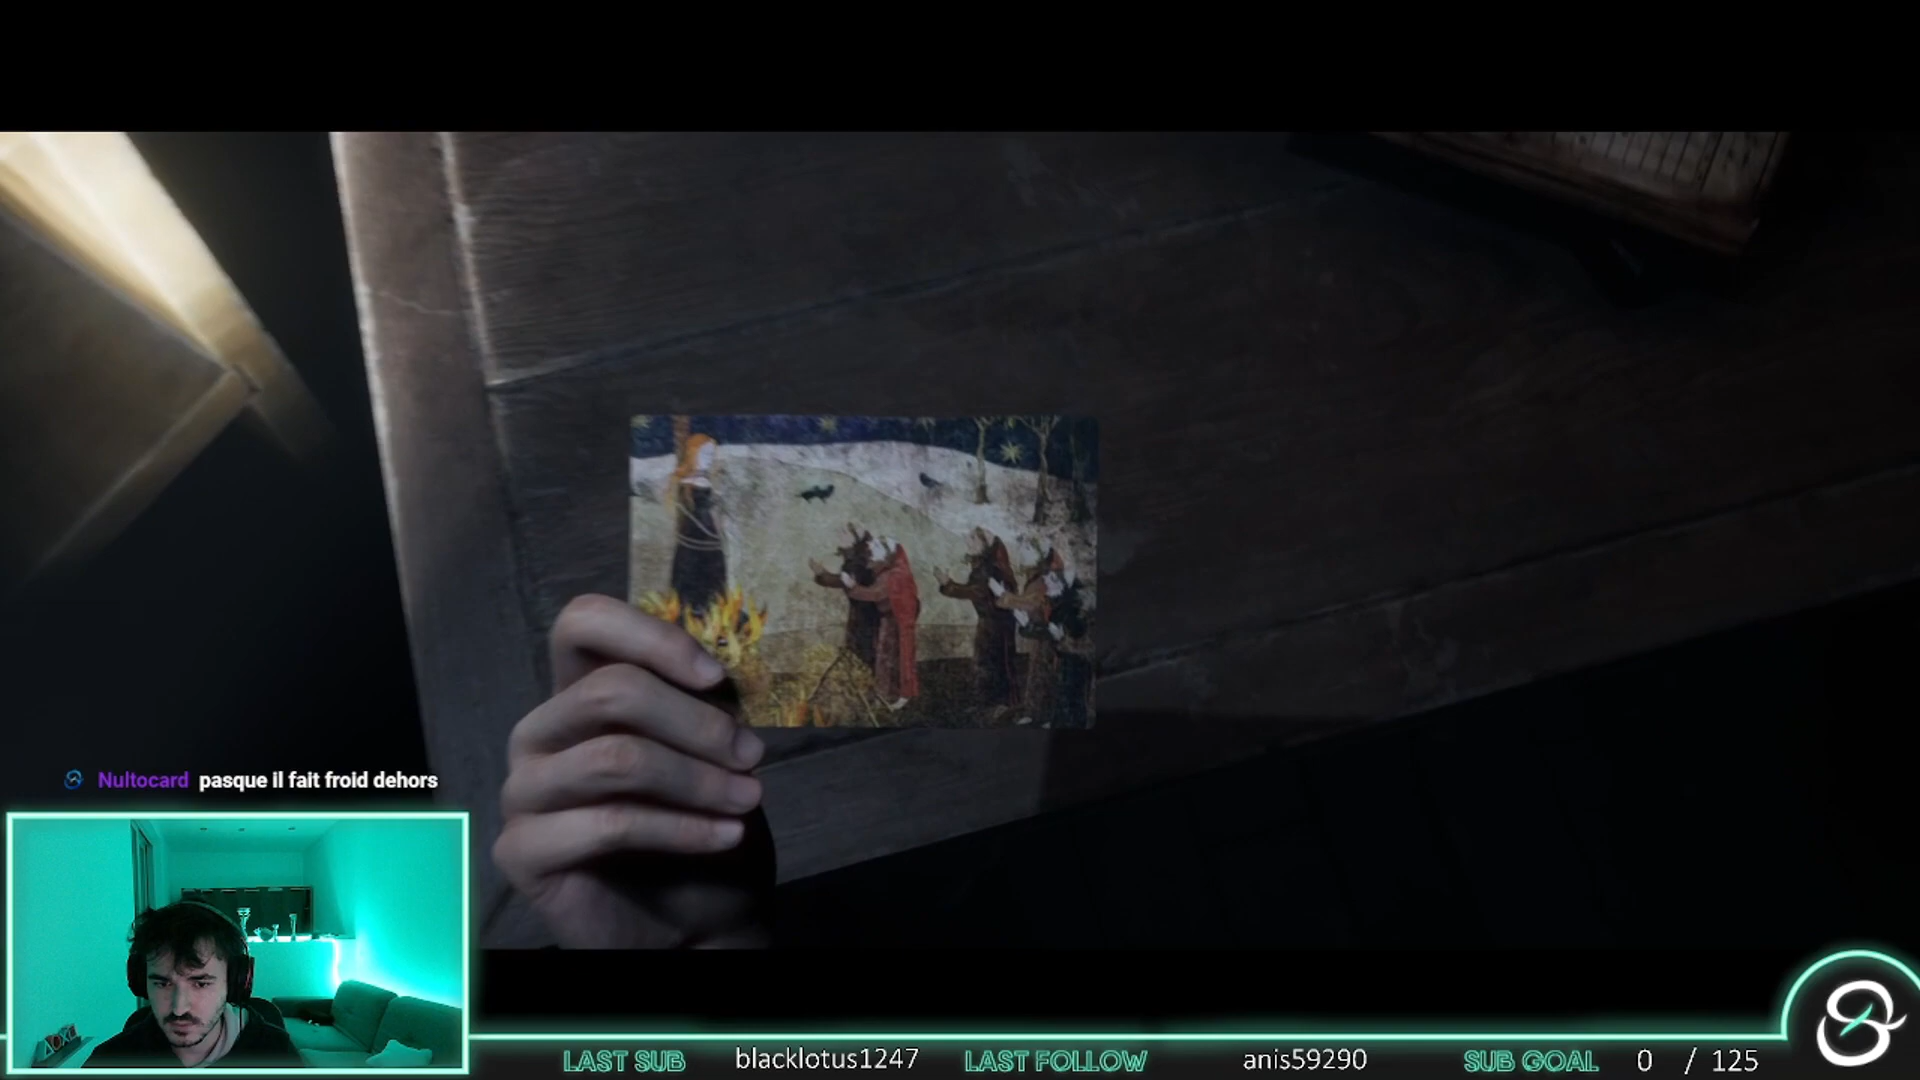 Nultocard pasque il fait froid dehors
LAST SUB blacklotus1247 LAST FOLLOW anis59290 SUB GOAL 0 / 125